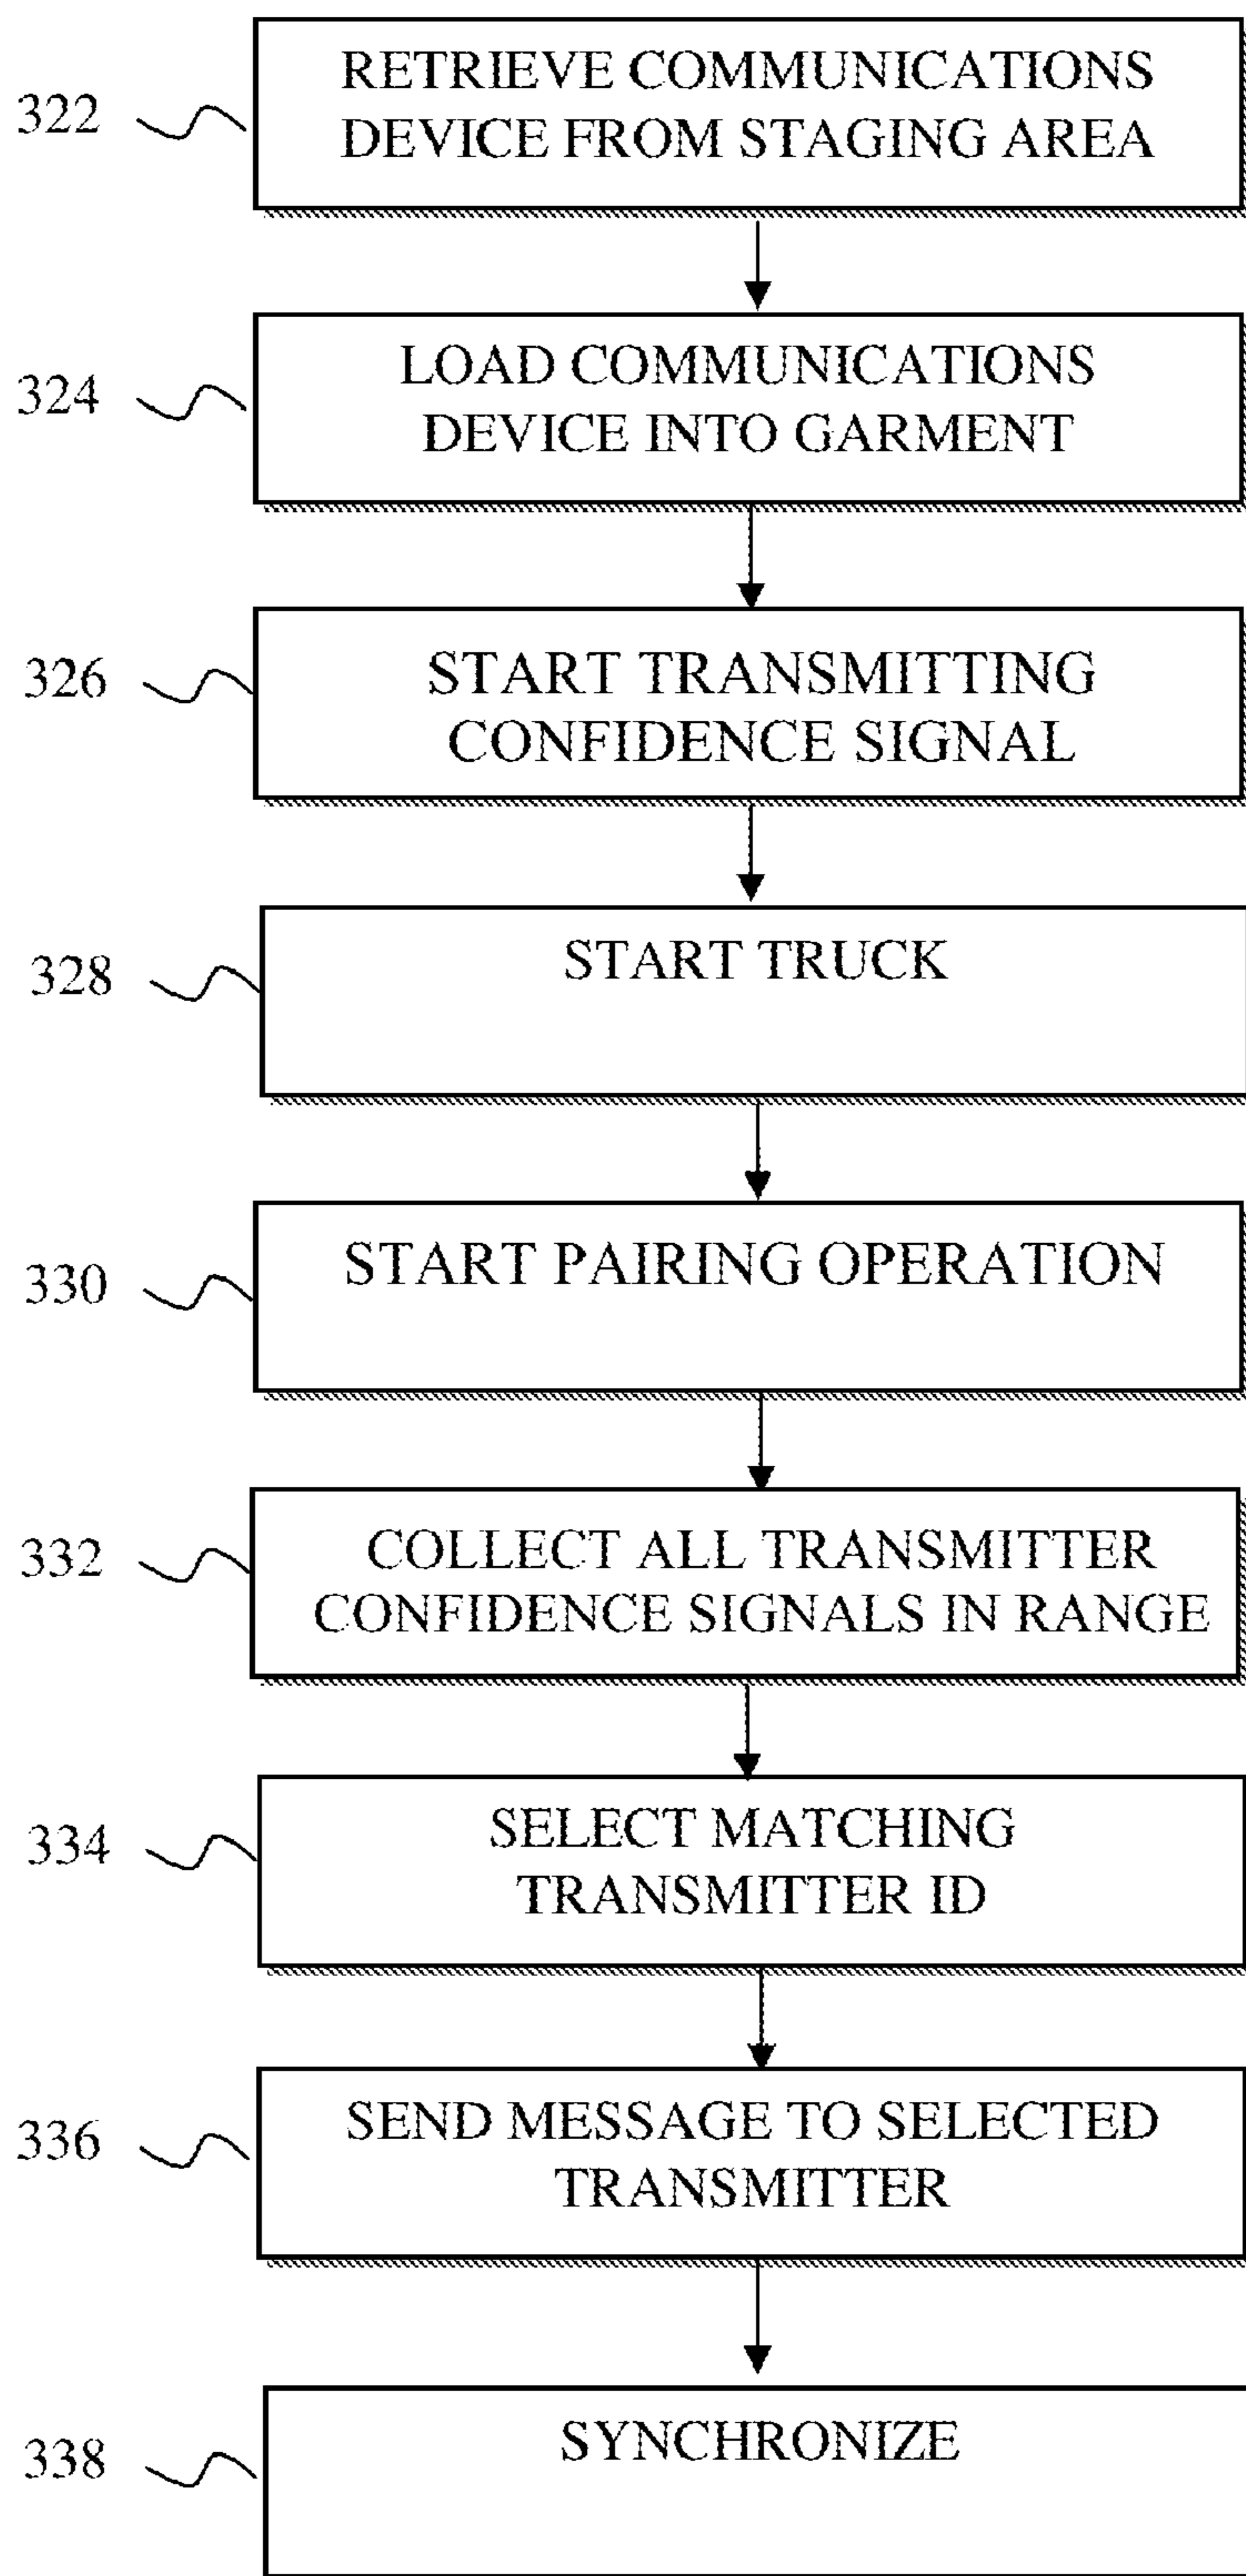 322
RETRIEVE COMMUNICATIONS
DEVICE FROM STAGING AREA
324
LOAD COMMUNICATIONS
DEVICE INTO GARMENT
326
START TRANSMITTING
CONFIDENCE SIGNAL
328
START TRUCK
330
START PAIRING OPERATION
332
COLLECT ALL TRANSMITTER
CONFIDENCE SIGNALS IN RANGE
334
SELECT MATCHING
TRANSMITTER ID
336
SEND MESSAGE TO SELECTED
TRANSMITTER
338
SYNCHRONIZE